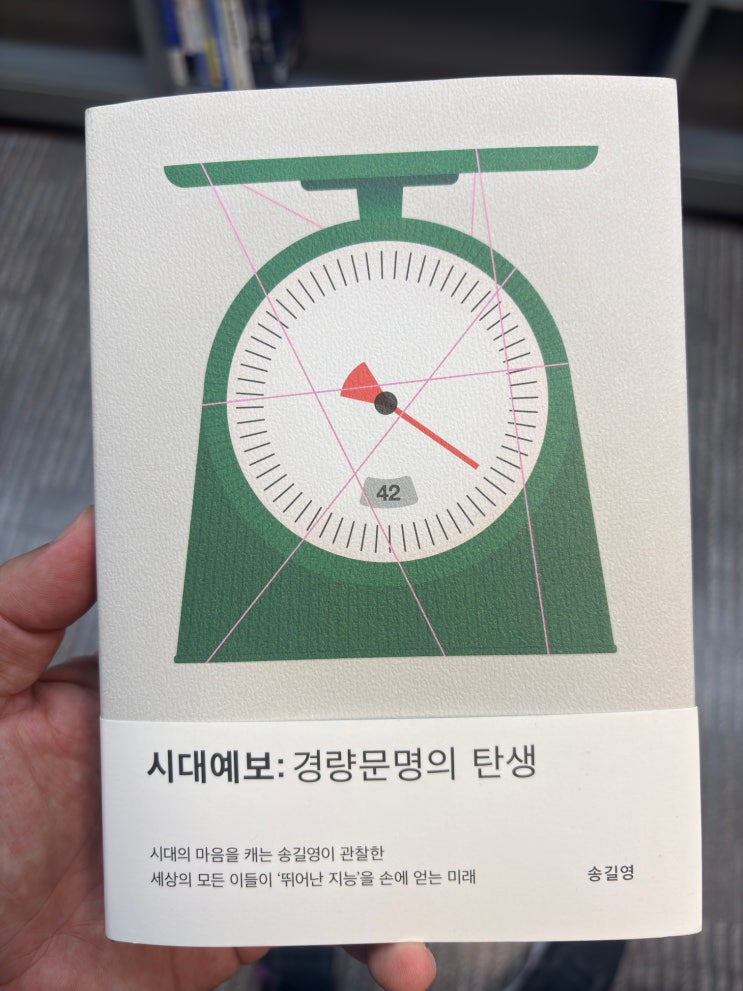 42
시대예보: 경량문명의 탄생
시대의 마음을 캐는 송길영이 관찰한
세상의 모든 이들이 ‘뛰어난 지능’을 손에 얻는 미래
송길영